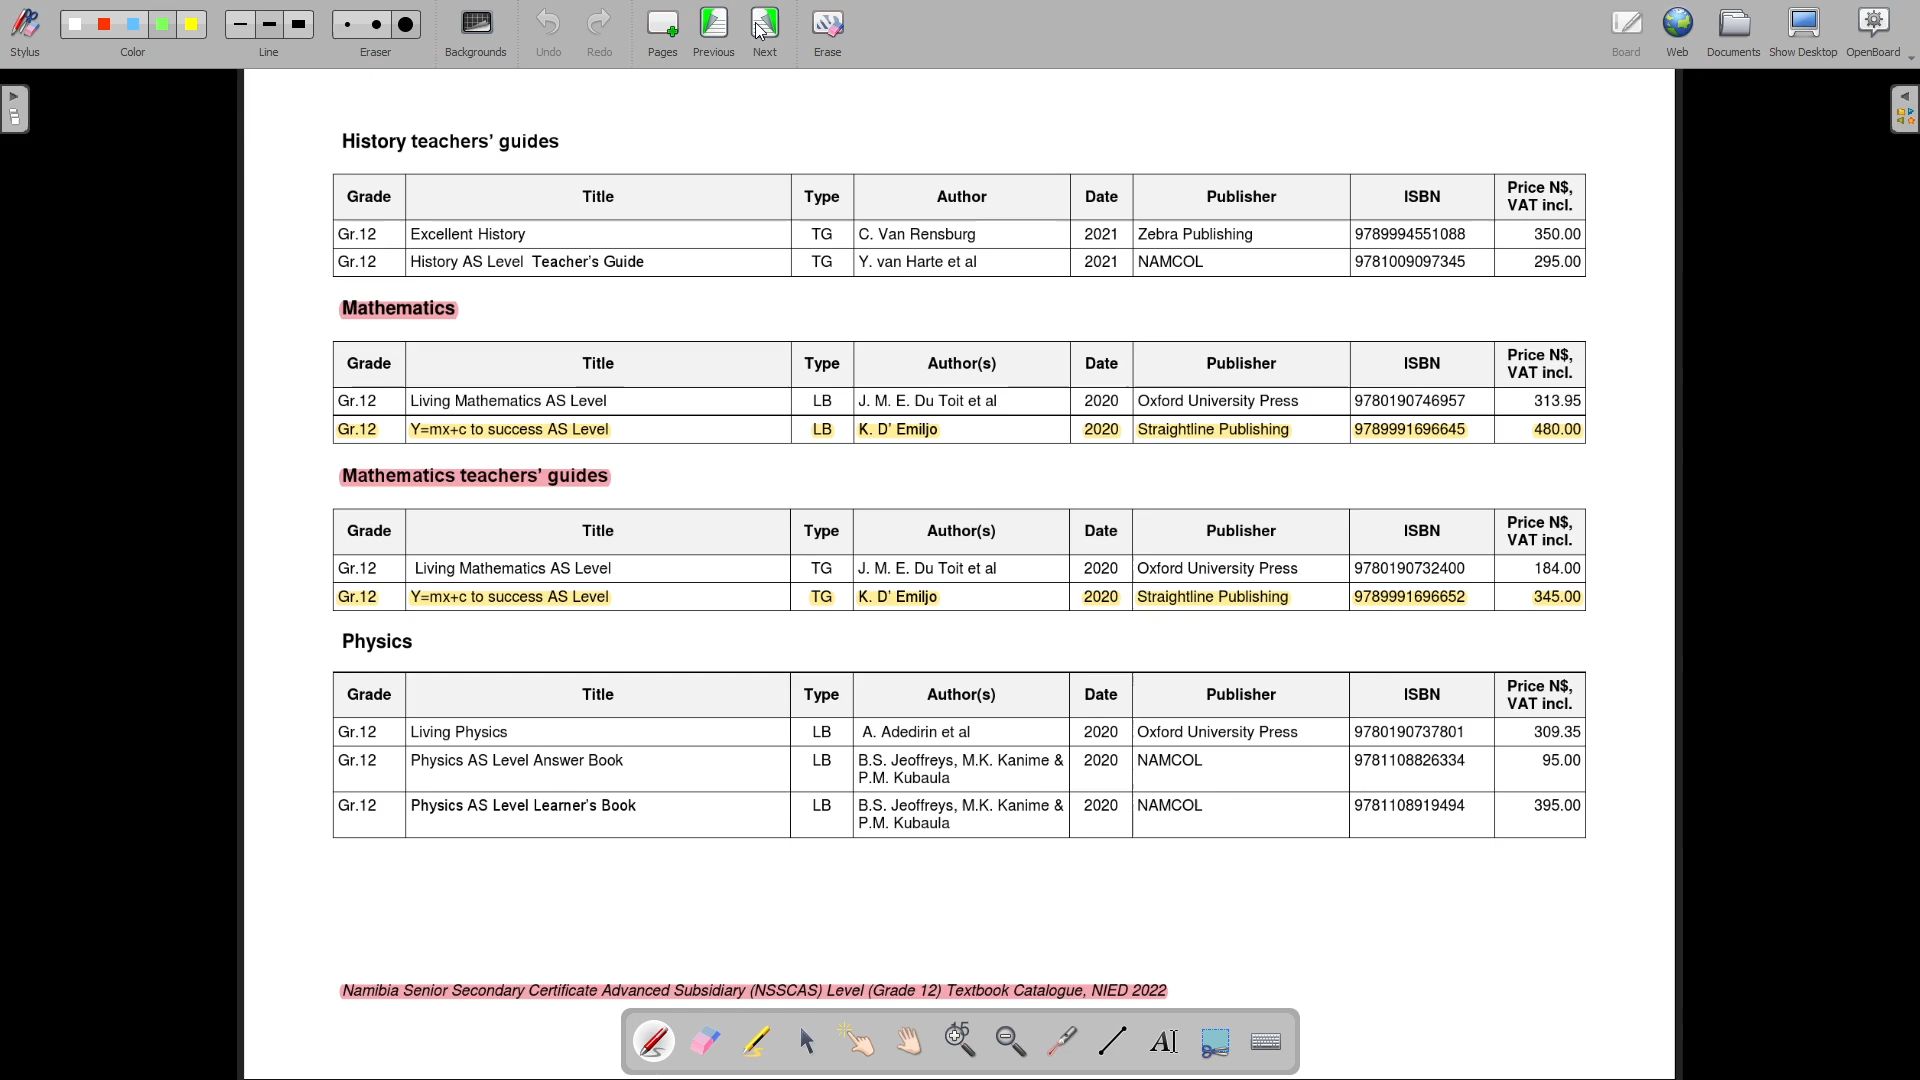 Stylus Color Line Eraser Backgrounds Undo Redo Pages Previous Next Erase Board Web Documents Show Desktop OpenBoard
History teachers' guides
Grade Title Type Author Date Publisher ISBN Price N$, VAT incl.
Gr.12 Excellent History TG C. Van Rensburg 2021 Zebra Publishing 9789994551088 350.00
Gr.12 History AS Level Teacher's Guide TG Y. van Harte et al 2021 NAMCOL 9781009097345 295.00
Mathematics
Grade Title Type Author(s) Date Publisher ISBN Price N$, VAT incl.
Gr.12 Living Mathematics AS Level LB J. M. E. Du Toit et al 2020 Oxford University Press 9780190746957 313.95
Gr.12 Y=mx+c to success AS Level LB K. D' Emiljo 2020 Straightline Publishing 9789991696645 480.00
Mathematics teachers' guides
Grade Title Type Author(s) Date Publisher ISBN Price N$, VAT incl.
Gr.12 Living Mathematics AS Level TG J. M. E. Du Toit et al 2020 Oxford University Press 9780190732400 184.00
Gr.12 Y=mx+c to success AS Level TG K. D' Emiljo 2020 Straightline Publishing 9789991696652 345.00
Physics
Grade Title Type Author(s) Date Publisher ISBN Price N$, VAT incl.
Gr.12 Living Physics LB A. Adedirin et al 2020 Oxford University Press 9780190737801 309.35
Gr.12 Physics AS Level Answer Book LB B.S. Jeoffreys, M.K. Kanime & P.M. Kubaula 2020 NAMCOL 9781108826334 95.00
Gr.12 Physics AS Level Learner's Book LB B.S. Jeoffreys, M.K. Kanime & P.M. Kubaula 2020 NAMCOL 9781108919494 395.00
Namibia Senior Secondary Certificate Advanced Subsidiary (NSSCAS) Level (Grade 12) Textbook Catalogue, NIED 2022